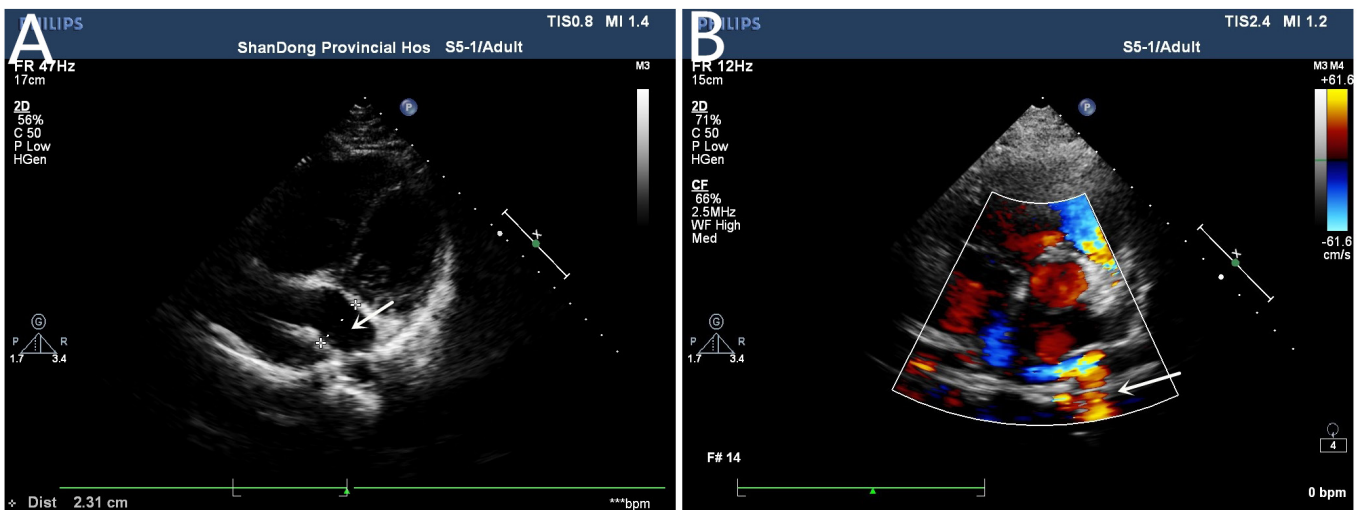 A
PHILIPS
TIS0.8 MI 1.4
ShanDong Provincial Hos S5-1/Adult
FR 47Hz
17cm
M3
2D
56%
C 50
P Low
HGen
P
X
G
P R
1.7 3.4
Dist 2.31 cm
***bpm
B
PHILIPS
TIS2.4 MI 1.2
S5-1/Adult
FR 12Hz
15cm
M3 M4
+61.6
2D
71%
C 50
P Low
HGen
CF
66%
2.5MHz
WF High
Med
-61.6
cm/s
P
X
G
P R
1.7 3.4
4
F# 14
0 bpm